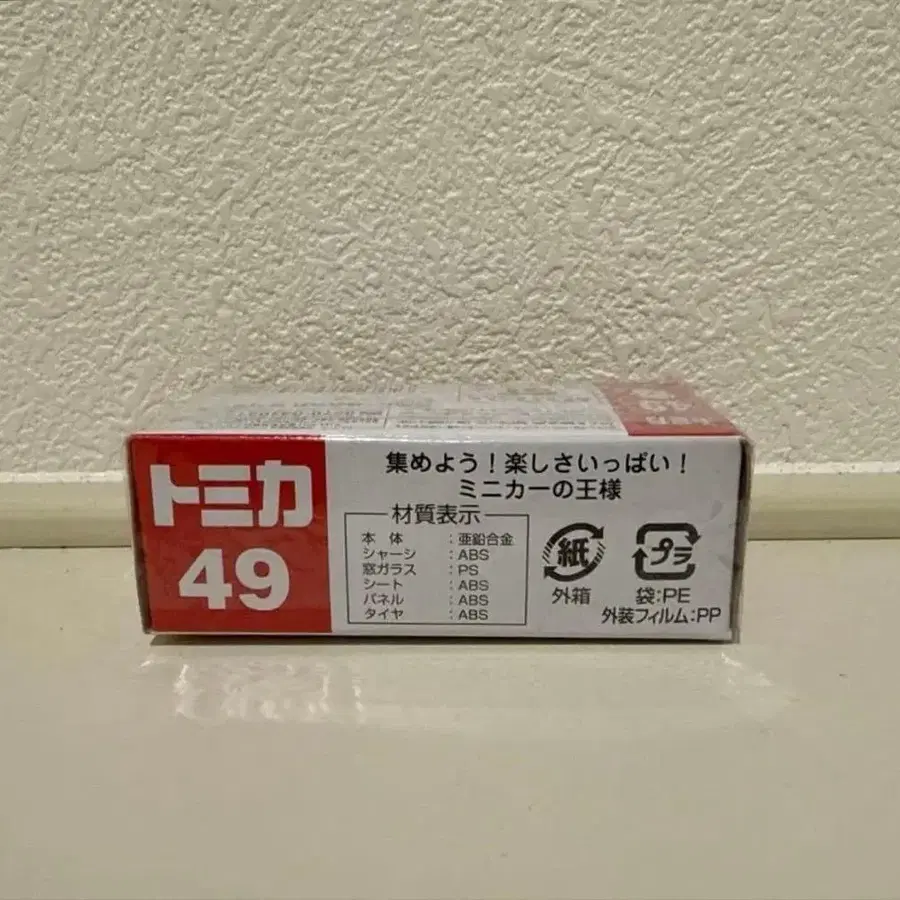 トミカ
49
集めよう！楽しさいっぱい！
ミニカーの王様
材質表示
本体 : 亜鉛合金
シャーシ : ABS
窓ガラス : PS
シート : ABS
パネル : ABS
タイヤ : ABS
紙
外箱
プラ
袋:PE
外装フィルム:PP